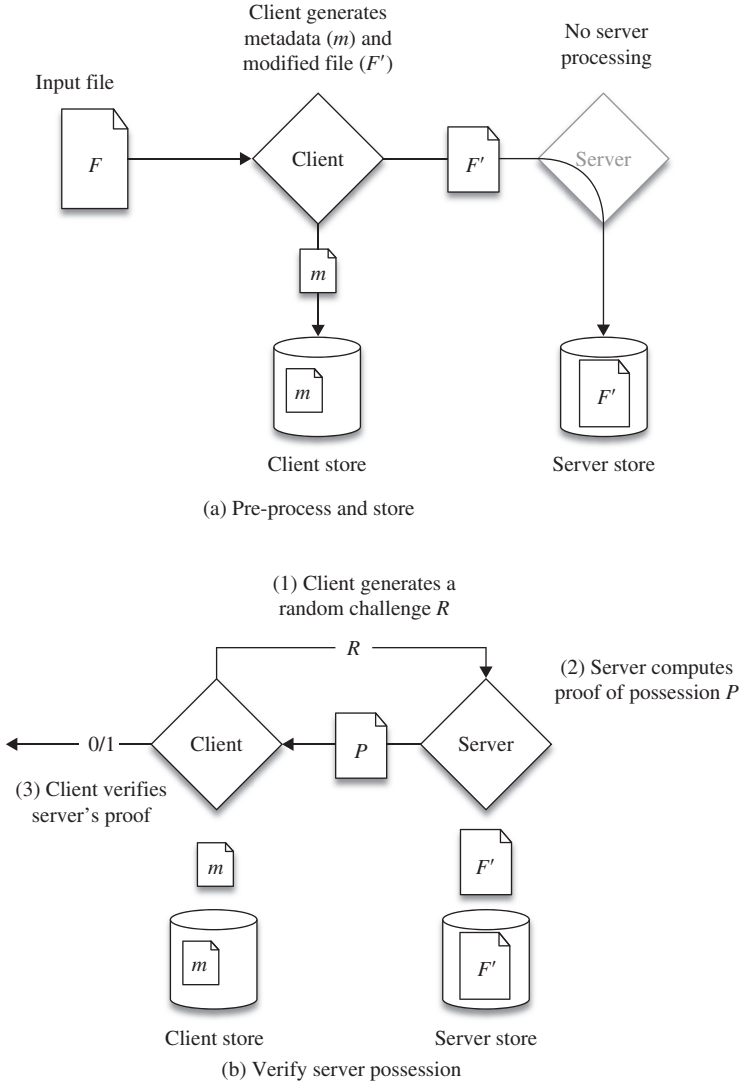 Client generates
metadata (m) and
modified file (F′)
No server
processing
Input file
F
Client
F′
Server
m
m
F′
Client store
Server store
(a) Pre-process and store
(1) Client generates a
random challenge R
R
(2) Server computes
proof of possession P
0/1
Client
P
Server
(3) Client verifies
server’s proof
m
F′
m
F′
Client store
Server store
(b) Verify server possession